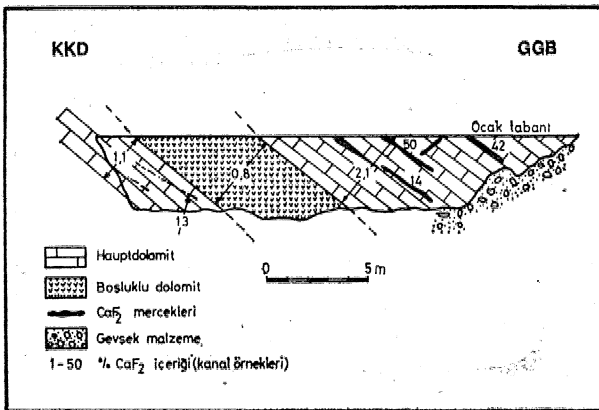 KKD GGB
Ocak tabanı
50 42
1,1 0,8 2,1 14
13
Hauptdolomit
0 5 m
Boşluklu dolomit
CaF2 mercekleri
Gevşek malzeme
1-50 % CaF2 içeriği (kanal örnekleri)